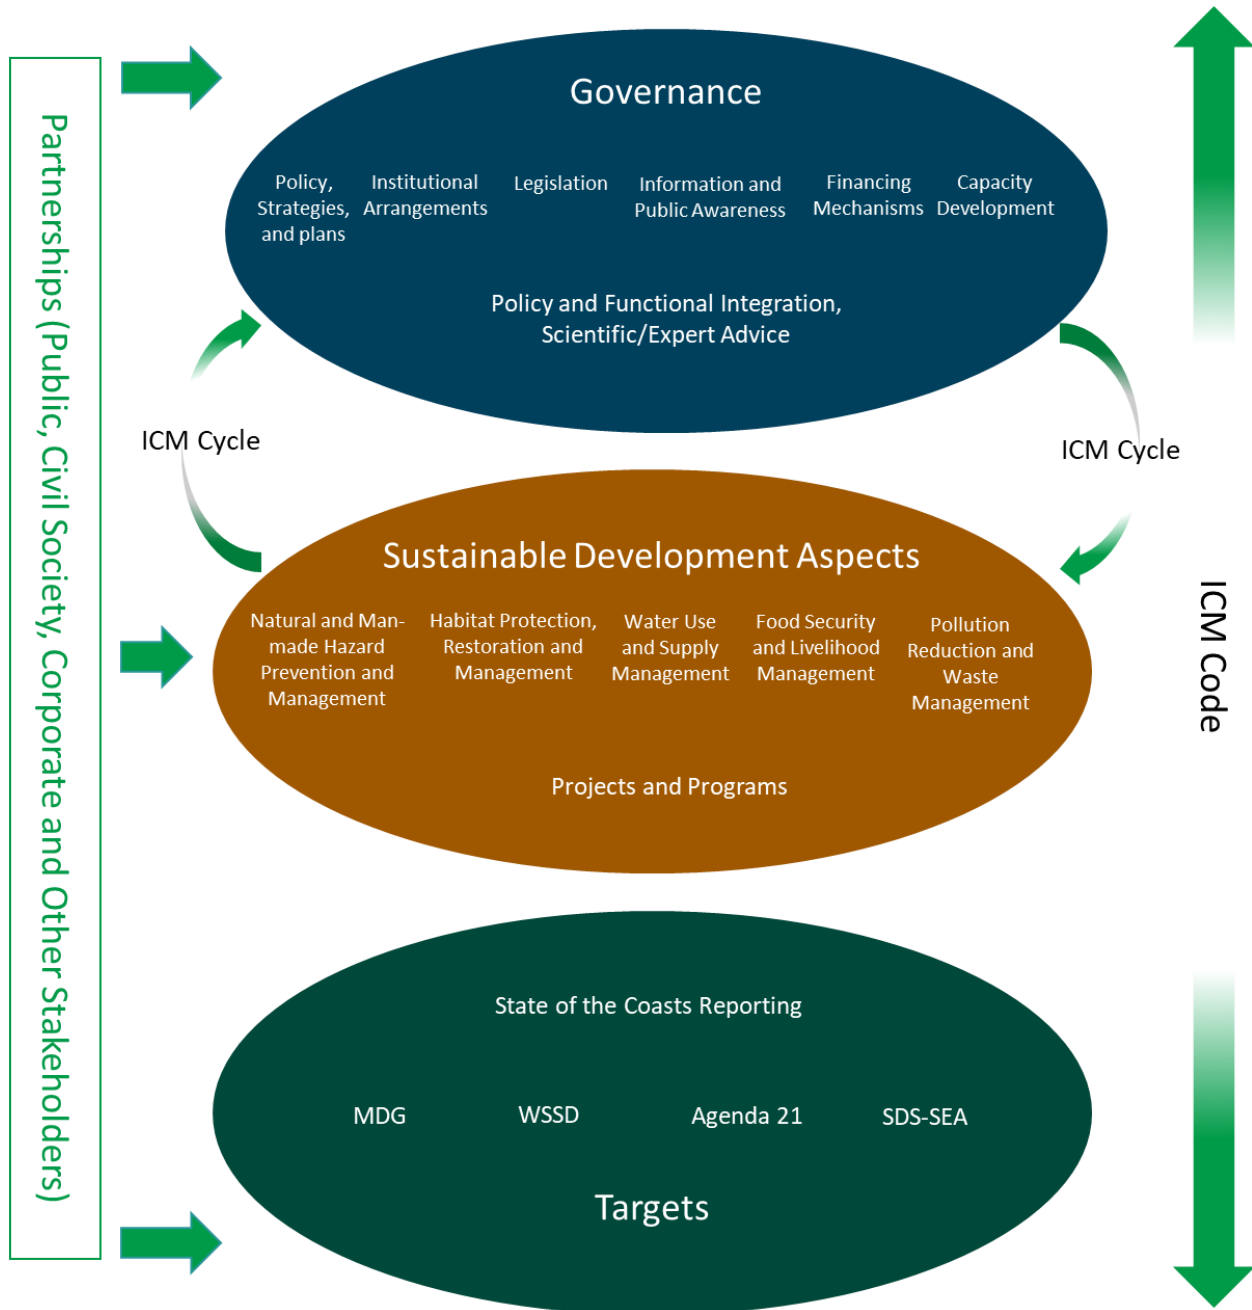 Partnerships (Public, Civil Society, Corporate and Other Stakeholders)
Governance
Policy,
Strategies,
and plans
Institutional
Arrangements
Legislation
Information and
Public Awareness
Financing
Mechanisms
Capacity
Development
Policy and Functional Integration,
Scientific/Expert Advice
ICM Cycle
ICM Cycle
Sustainable Development Aspects
Natural and Man-
made Hazard
Prevention and
Management
Habitat Protection,
Restoration and
Management
Water Use
and Supply
Management
Food Security
and Livelihood
Management
Pollution
Reduction and
Waste
Management
Projects and Programs
ICM Code
State of the Coasts Reporting
MDG
WSSD
Agenda 21
SDS-SEA
Targets